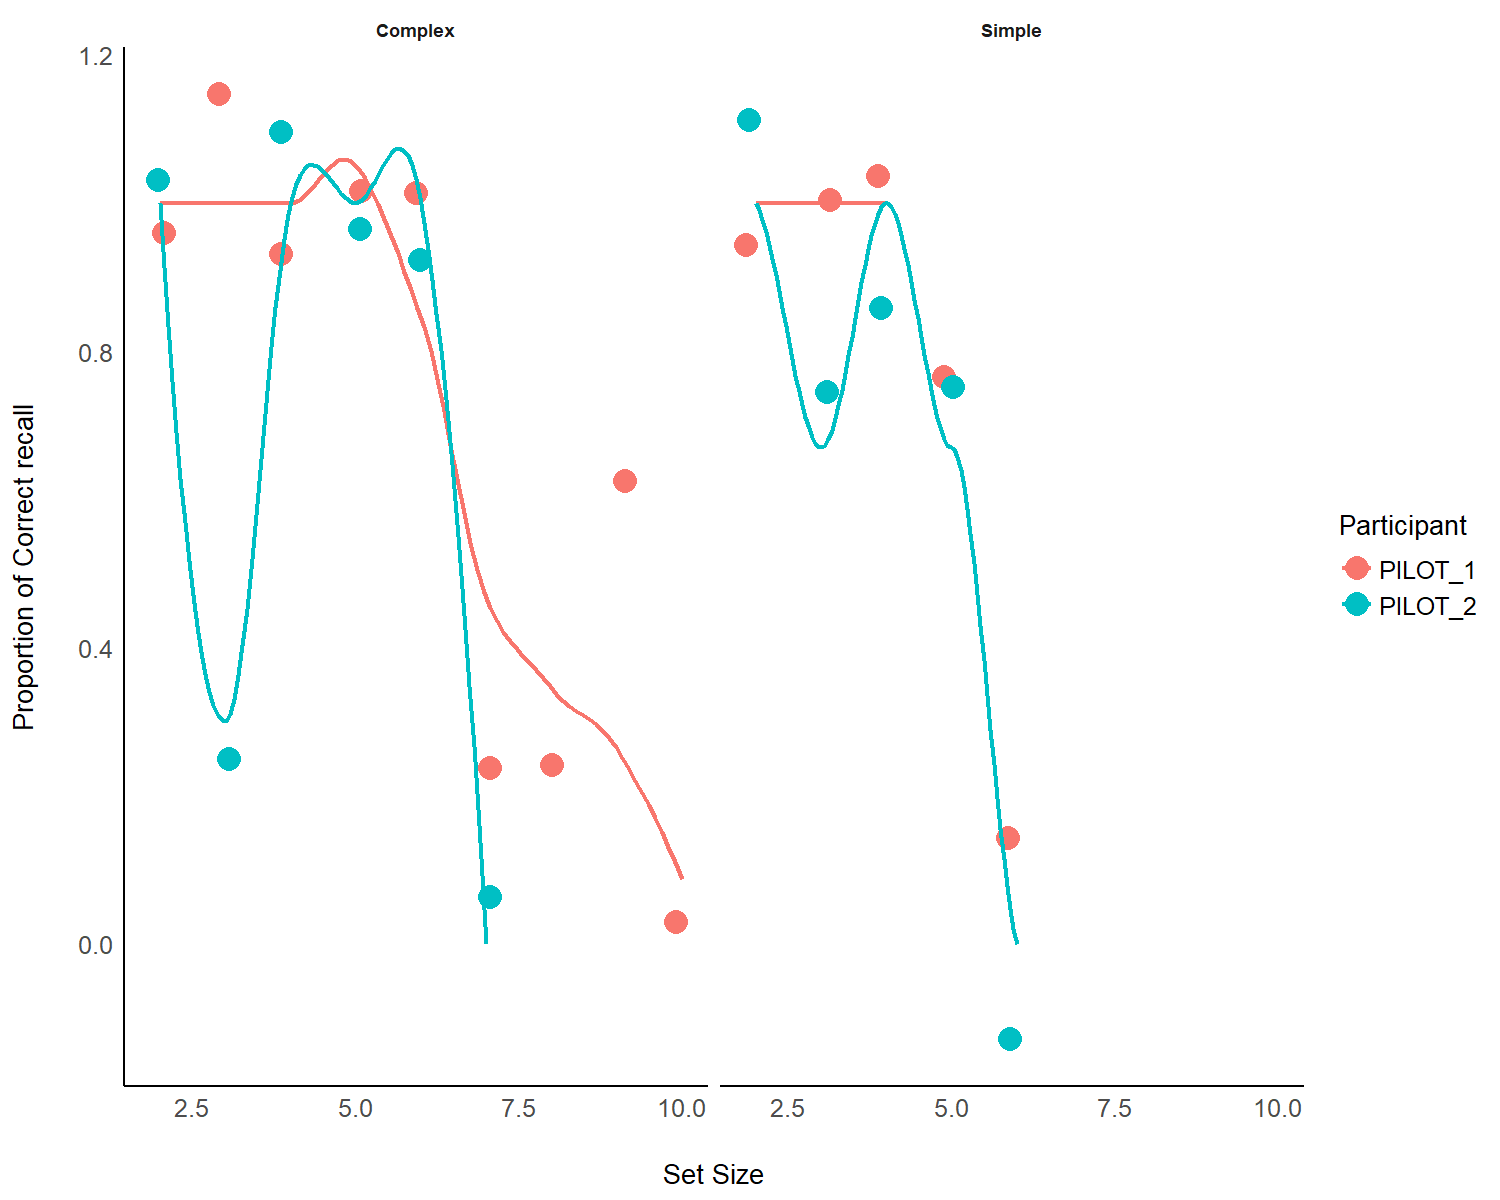 Complex
Simple
1.2
0.8
0.4
0.0
Proportion of Correct recall
2.5 5.0 7.5 10.0
2.5 5.0 7.5 10.0
Set Size
Participant
PILOT_1
PILOT_2